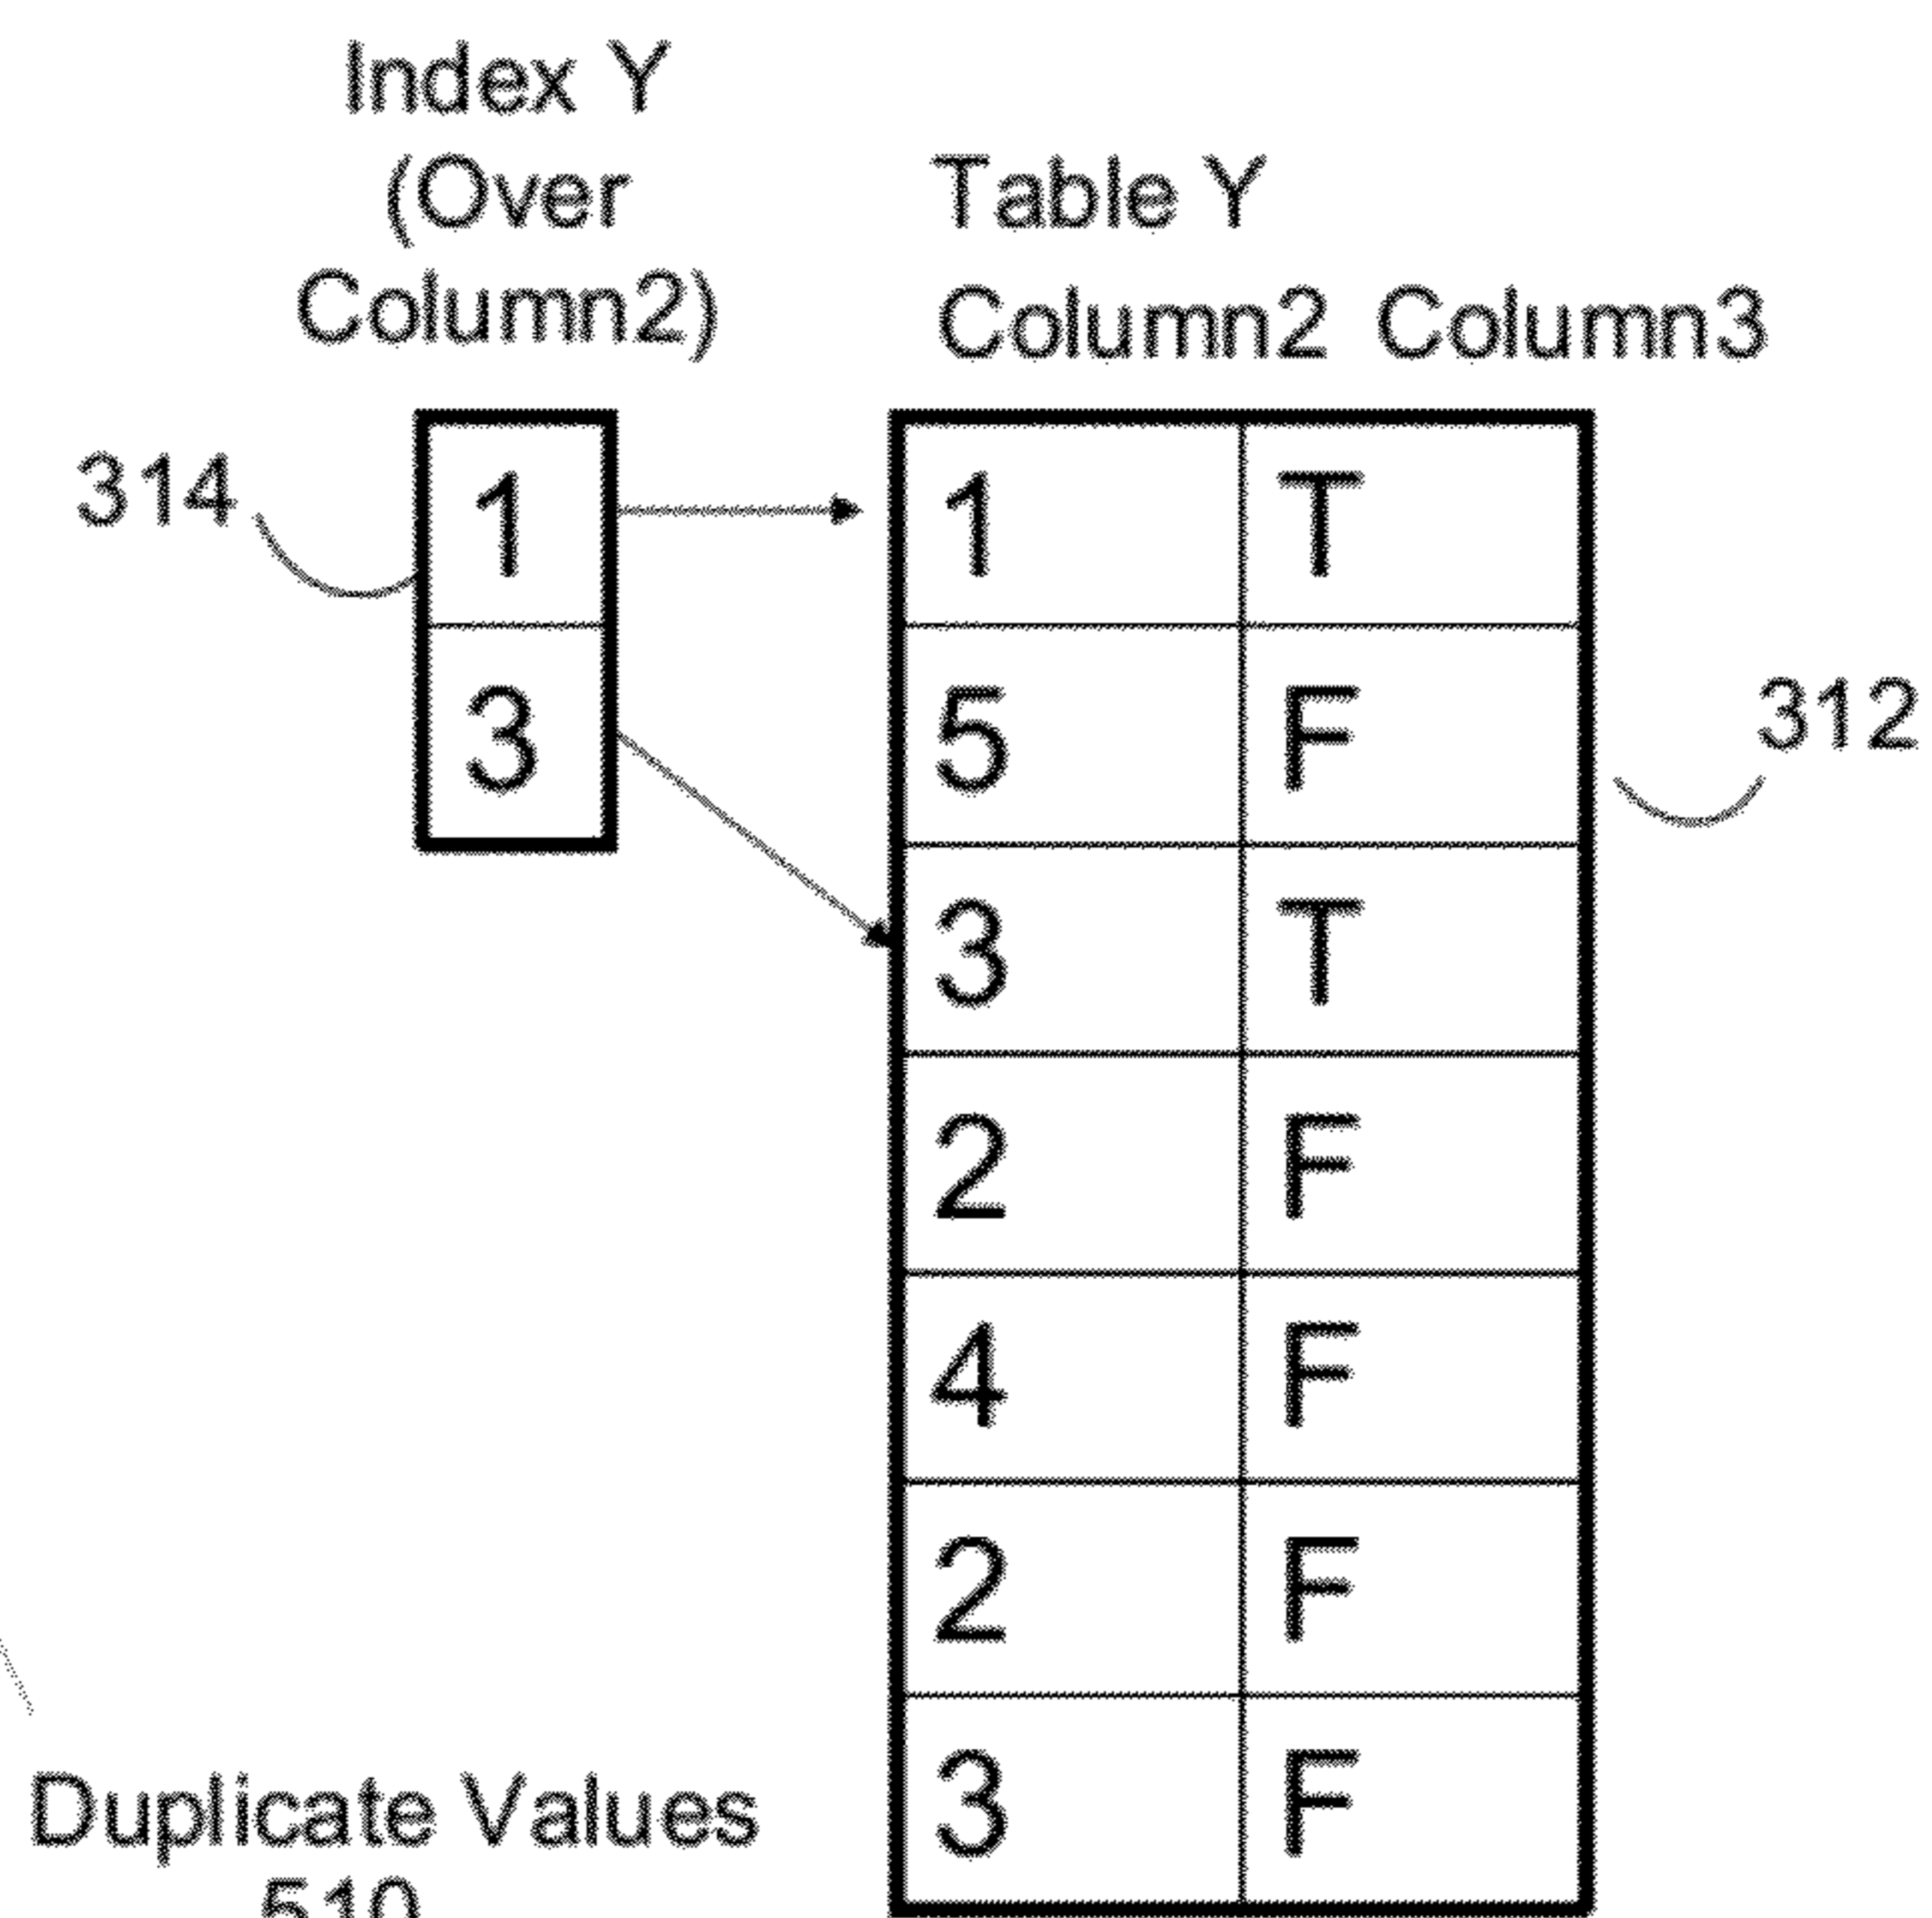 Index Y
(Over
Column2)
Table Y
Column2 Column3
314
1
3
1 T
5 F
3 T
2 F
4 F
2 F
3 F
312
Duplicate Values
510